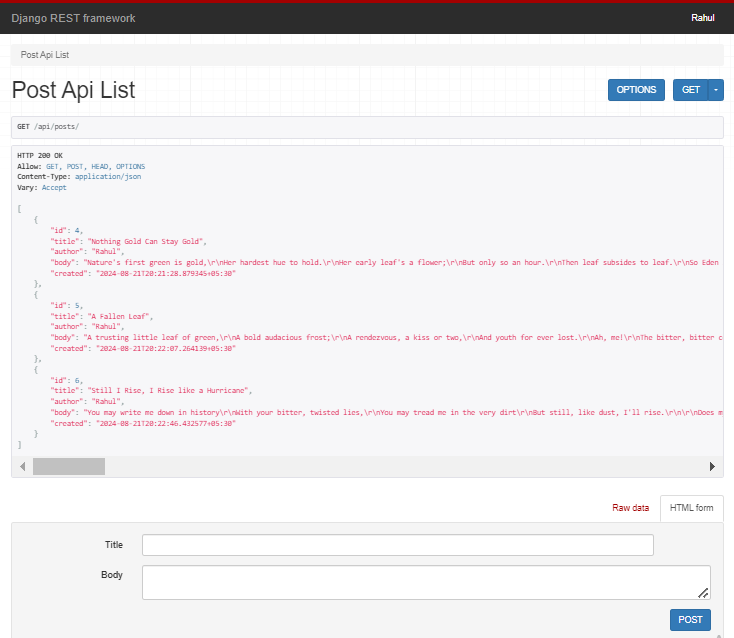 Django REST framework
Rahul
Post Api List
Post Api List
OPTIONS
GET
GET /api/posts/
HTTP 200 OK
Allow: GET, POST, HEAD, OPTIONS
Content-Type: application/json
Vary: Accept
[
{
"id": 4,
"title": "Nothing Gold Can Stay Gold",
"author": "Rahul",
"body": "Nature's first green is gold,\r\nHer hardest hue to hold.\r\nHer early leaf's a flower;\r\nBut only so an hour.\r\nThen leaf subsides to leaf.\r\nSo Eden
"created": "2024-08-21T20:21:28.879345+05:30"
},
{
"id": 5,
"title": "A Fallen Leaf",
"author": "Rahul",
"body": "A trusting little leaf of green,\r\nA bold audacious frost;\r\nA rendezvous, a kiss or two,\r\nAnd youth for ever lost.\r\nAh, me!\r\nThe bitter, bitter c
"created": "2024-08-21T20:22:07.264139+05:30"
},
{
"id": 6,
"title": "Still I Rise, I Rise like a Hurricane",
"author": "Rahul",
"body": "You may write me down in history\r\nWith your bitter, twisted lies,\r\nYou may tread me in the very dirt\r\nBut still, like dust, I'll rise.\r\n\r\nDoes m
"created": "2024-08-21T20:22:46.432577+05:30"
}
]
Raw data
HTML form
Title
Body
POST